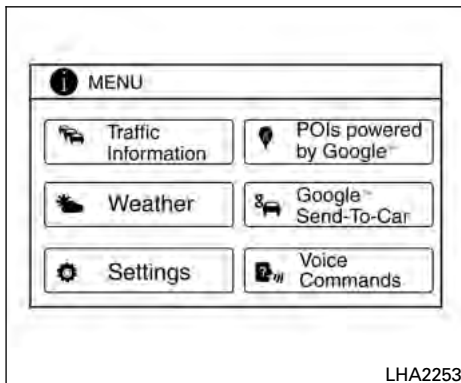 MENU
Traffic
Information
POIs powered
by Google™
Weather
Google™
Send-To-Car
Settings
Voice
Commands
LHA2253